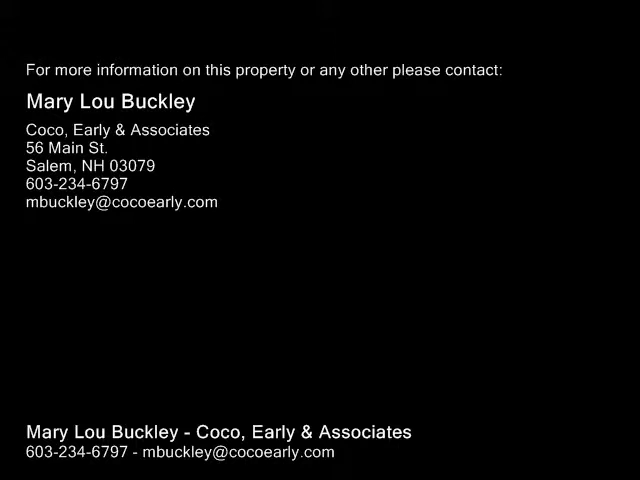 For more information on this property or any other please contact:
Mary Lou Buckley
Coco, Early & Associates
56 Main St.
Salem, NH 03079
603-234-6797
mbuckley@cocoearly.com
Mary Lou Buckley - Coco, Early & Associates
603-234-6797 - mbuckley@cocoearly.com